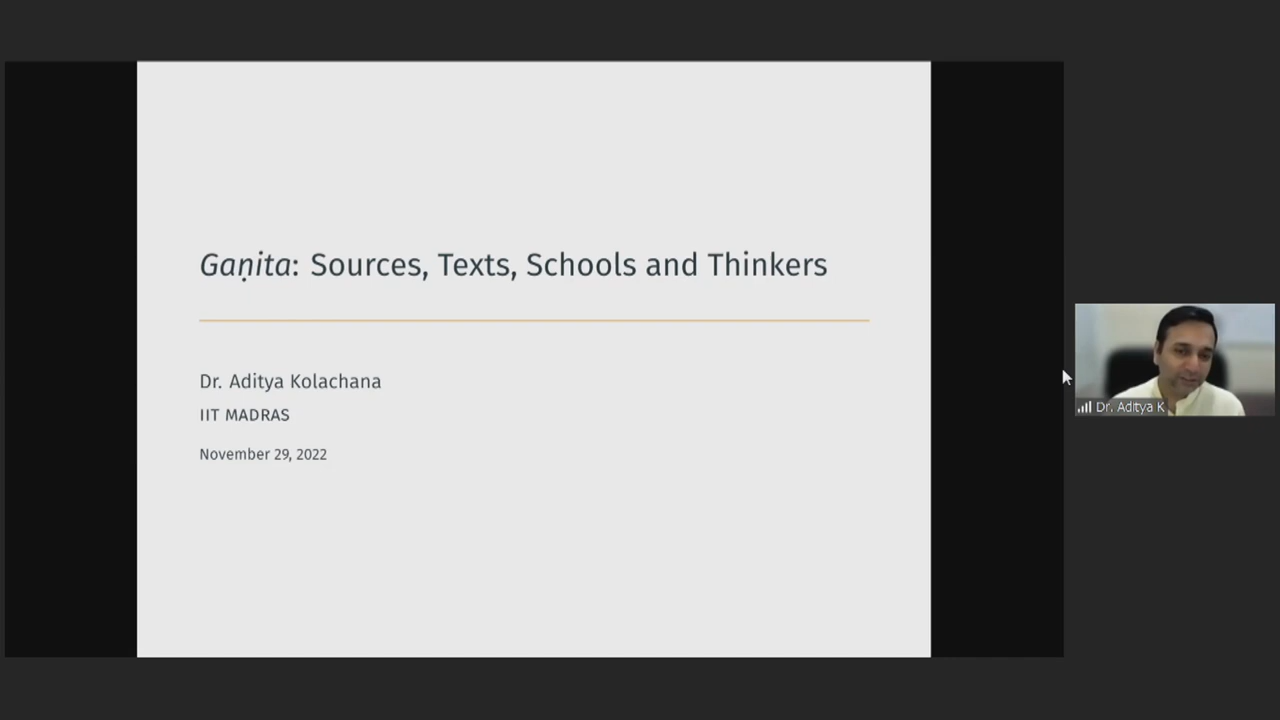 Gaṇita: Sources, Texts, Schools and Thinkers
Dr. Aditya Kolachana
IIT MADRAS
November 29, 2022
Dr. Aditya K